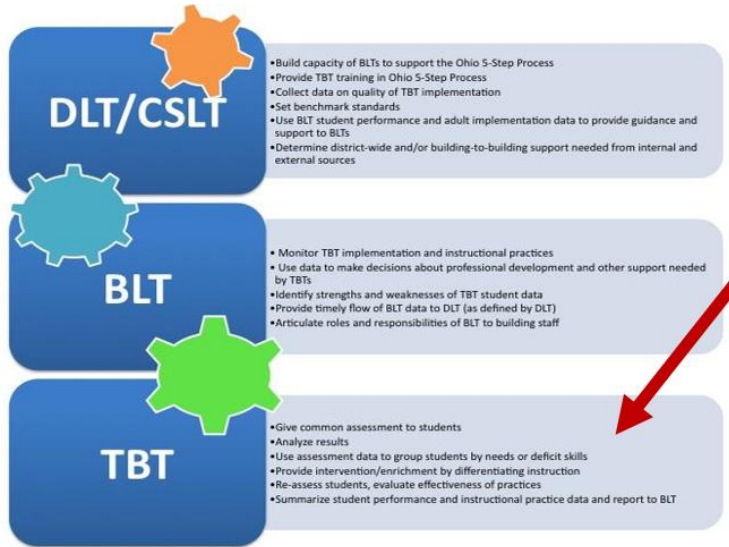 DLT/CSLT
•Build capacity of BLTs to support the Ohio 5-Step Process
•Provide TBT training in Ohio 5-Step Process
•Collect data on quality of TBT implementation
•Set benchmark standards
•Use BLT student performance and adult implementation data to provide guidance and
support to BLTs
•Determine district-wide and/or building-to-building support needed from internal and
external sources
BLT
• Monitor TBT implementation and instructional practices
• Use data to make decisions about professional development and other support needed
by TBTs
•Identify strengths and weaknesses of TBT student data
•Provide timely flow of BLT data to DLT (as defined by DLT)
•Articulate roles and responsibilities of BLT to building staff
TBT
•Give common assessment to students
•Analyze results
•Use assessment data to group students by needs or deficit skills
•Provide intervention/enrichment by differentiating instruction
•Re-assess students, evaluate effectiveness of practices
•Summarize student performance and instructional practice data and report to BLT